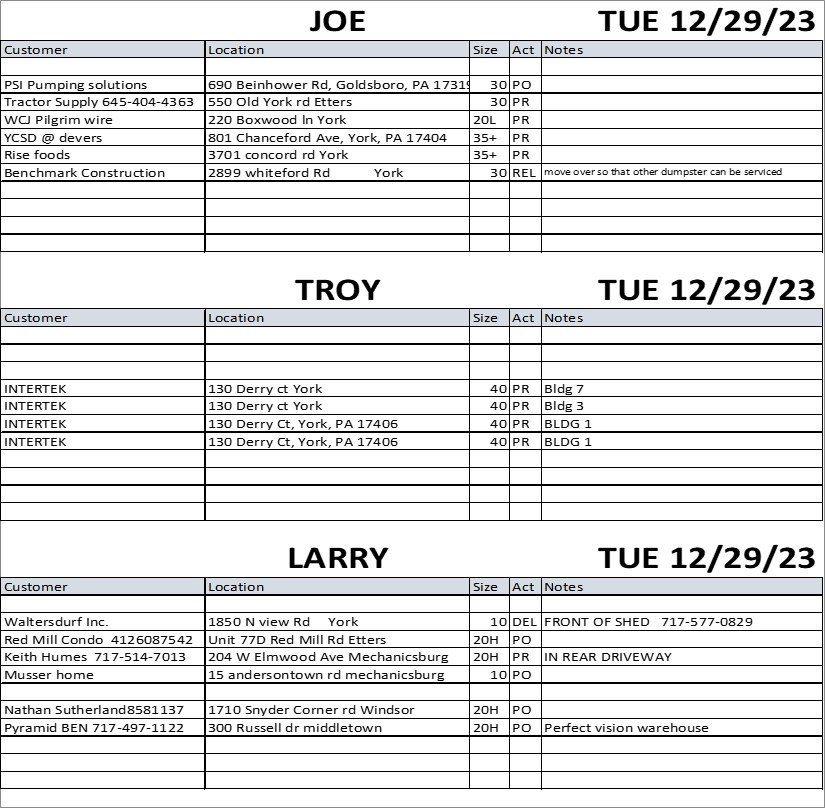 JOE TUE 12/29/23
Customer Location Size Act Notes
PSI Pumping solutions 690 Beinhower Rd, Goldsboro, PA 17319 30 PO
Tractor Supply 645-404-4363 550 Old York rd Etters 30 PR
WCJ Pilgrim wire 220 Boxwood ln York 20L PR
YCSD @ devers 801 Chanceford Ave, York, PA 17404 35+ PR
Rise foods 3701 concord rd York 35+ PR
Benchmark Construction 2899 whiteford Rd York 30 REL move over so that other dumpster can be serviced
TROY TUE 12/29/23
Customer Location Size Act Notes
INTERTEK 130 Derry ct York 40 PR Bldg 7
INTERTEK 130 Derry ct York 40 PR Bldg 3
INTERTEK 130 Derry Ct, York, PA 17406 40 PR BLDG 1
INTERTEK 130 Derry Ct, York, PA 17406 40 PR BLDG 1
LARRY TUE 12/29/23
Customer Location Size Act Notes
Waltersdurf Inc. 1850 N view Rd York 10 DEL FRONT OF SHED 717-577-0829
Red Mill Condo 4126087542 Unit 77D Red Mill Rd Etters 20H PO
Keith Humes 717-514-7013 204 W Elmwood Ave Mechanicsburg 20H PR IN REAR DRIVEWAY
Musser home 15 andersontown rd mechanicsburg 10 PO
Nathan Sutherland8581137 1710 Snyder Corner rd Windsor 20H PO
Pyramid BEN 717-497-1122 300 Russell dr middletown 20H PO Perfect vision warehouse